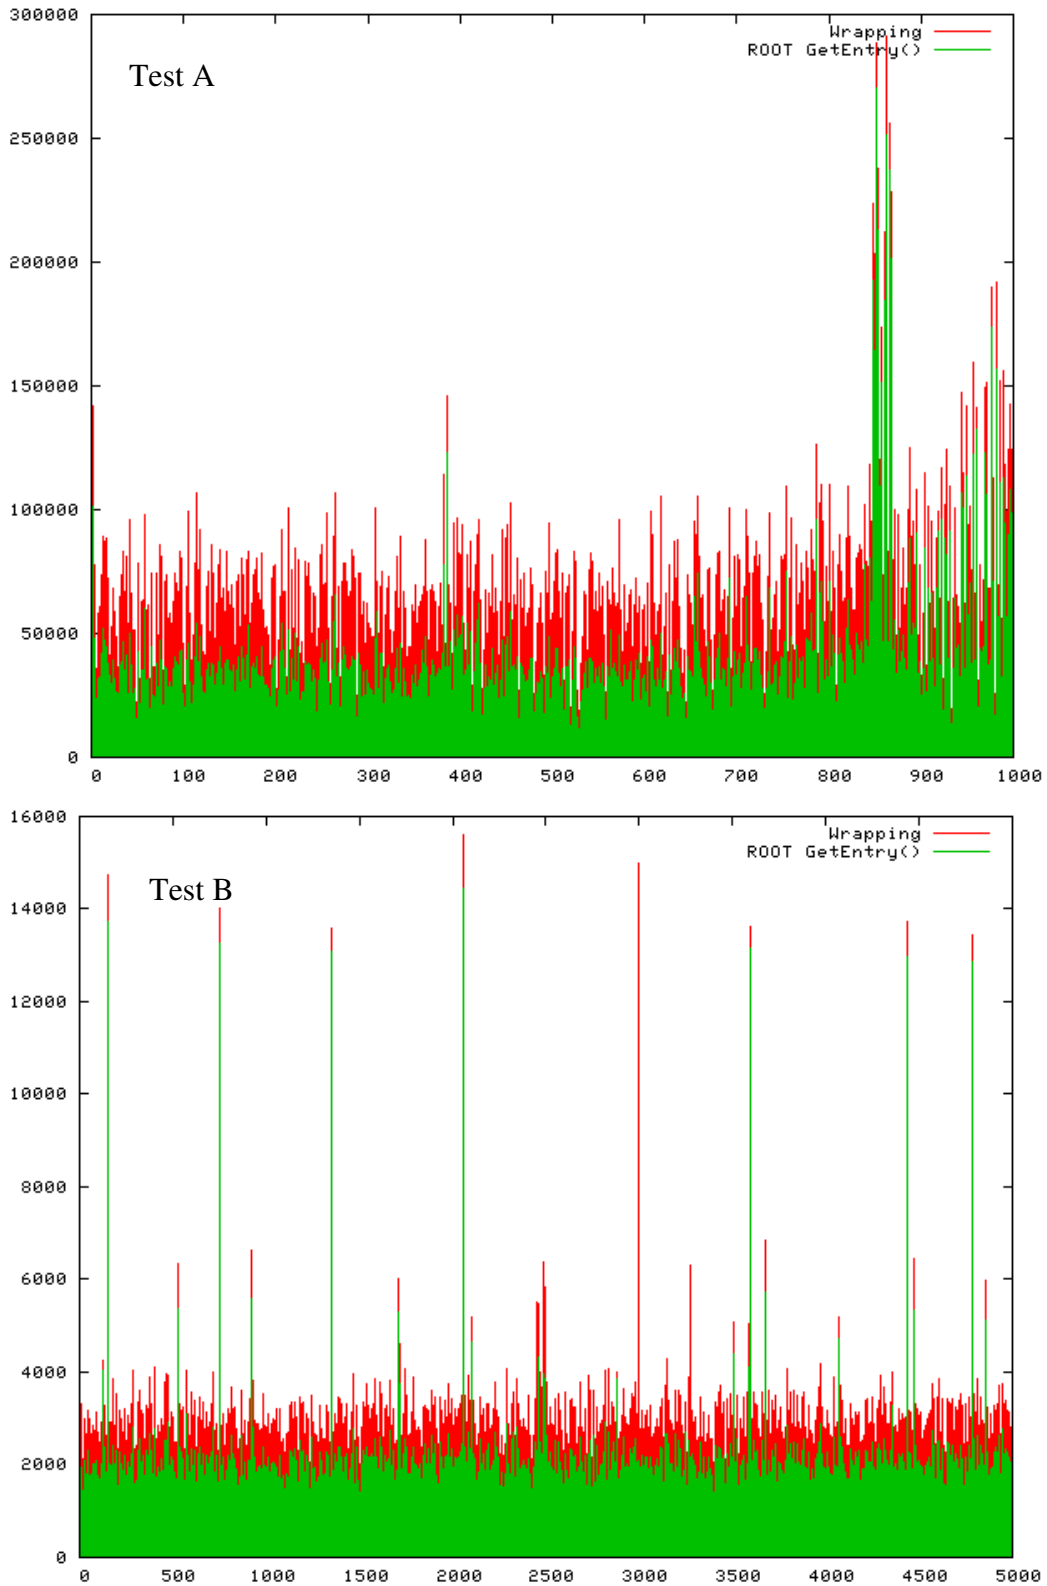 300000
Wrapping
ROOT GetEntry()
Test A
250000
200000
150000
100000
50000
0
0 100 200 300 400 500 600 700 800 900 1000
16000
Wrapping
ROOT GetEntry()
Test B
14000
12000
10000
8000
6000
4000
2000
0
0 500 1000 1500 2000 2500 3000 3500 4000 4500 5000